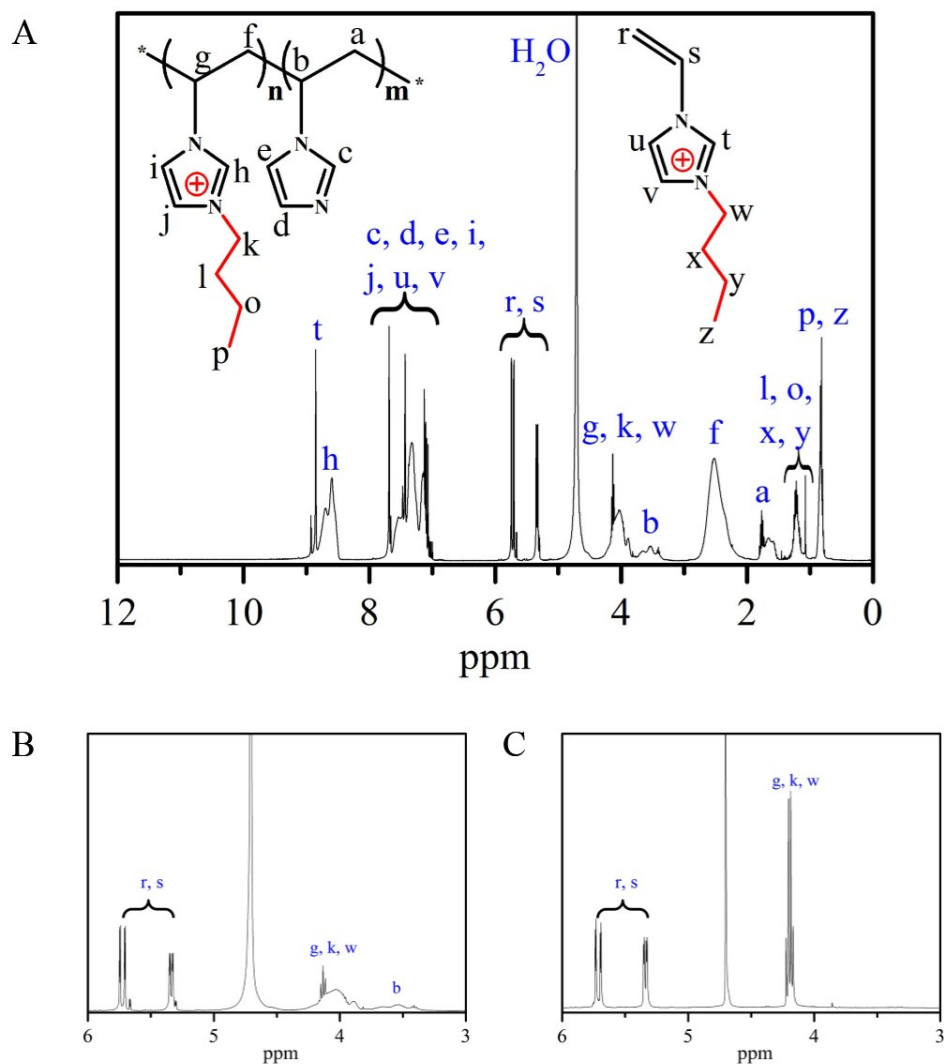 A
* ( g f ) n ( b a ) m *
N N
i h e c
⊕
j N d N
k
l
o
p
r
s
N
u t
⊕
v N
w
x
y
z
H₂O
c, d, e, i,
j, u, v
r, s
p, z
t
l, o,
x, y
g, k, w
f
h
a
b
12 10 8 6 4 2 0
ppm
B
r, s
g, k, w
b
6 5 4 3
ppm
C
g, k, w
r, s
6 5 4 3
ppm